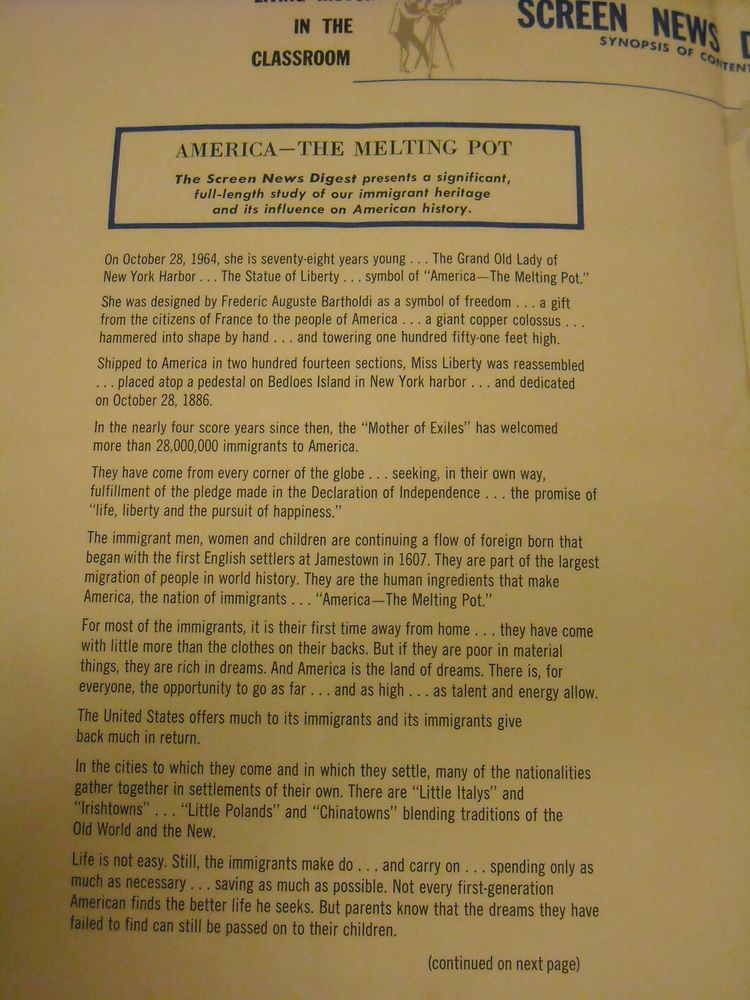 IN THE
CLASSROOM
SCREEN NEWS
SYNOPSIS OF CONTENT
AMERICA—THE MELTING POT
The Screen News Digest presents a significant,
full-length study of our immigrant heritage
and its influence on American history.
On October 28, 1964, she is seventy-eight years young . . . The Grand Old Lady of
New York Harbor . . . The Statue of Liberty . . . symbol of “America—The Melting Pot.”
She was designed by Frederic Auguste Bartholdi as a symbol of freedom . . . a gift
from the citizens of France to the people of America . . . a giant copper colossus . . .
hammered into shape by hand . . . and towering one hundred fifty-one feet high.
Shipped to America in two hundred fourteen sections, Miss Liberty was reassembled
. . . placed atop a pedestal on Bedloes Island in New York harbor . . . and dedicated
on October 28, 1886.
In the nearly four score years since then, the “Mother of Exiles” has welcomed
more than 28,000,000 immigrants to America.
They have come from every corner of the globe . . . seeking, in their own way,
fulfillment of the pledge made in the Declaration of Independence . . . the promise of
“life, liberty and the pursuit of happiness.”
The immigrant men, women and children are continuing a flow of foreign born that
began with the first English settlers at Jamestown in 1607. They are part of the largest
migration of people in world history. They are the human ingredients that make
America, the nation of immigrants . . . “America—The Melting Pot.”
For most of the immigrants, it is their first time away from home . . . they have come
with little more than the clothes on their backs. But if they are poor in material
things, they are rich in dreams. And America is the land of dreams. There is, for
everyone, the opportunity to go as far . . . and as high . . . as talent and energy allow.
The United States offers much to its immigrants and its immigrants give
back much in return.
In the cities to which they come and in which they settle, many of the nationalities
gather together in settlements of their own. There are “Little Italys” and
“Irishtowns” . . . “Little Polands” and “Chinatowns” blending traditions of the
Old World and the New.
Life is not easy. Still, the immigrants make do . . . and carry on . . . spending only as
much as necessary . . . saving as much as possible. Not every first-generation
American finds the better life he seeks. But parents know that the dreams they have
failed to find can still be passed on to their children.
(continued on next page)